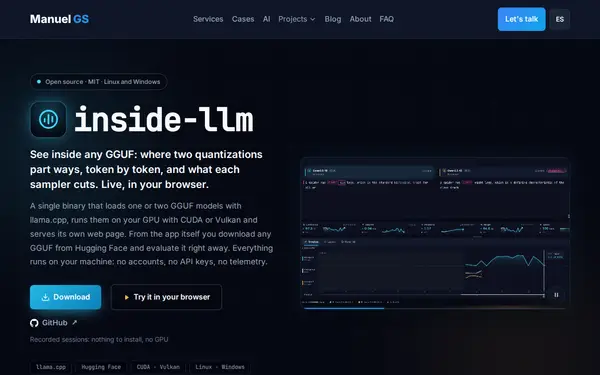 Manuel GS
Services Cases AI Projects Blog About FAQ
Let's talk
ES
Open source · MIT · Linux and Windows
inside-llm
See inside any GGUF: where two quantizations
part ways, token by token, and what each
sampler cuts. Live, in your browser.
A single binary that loads one or two GGUF models with
llama.cpp, runs them on your GPU with CUDA or Vulkan and
serves its own web page. From the app itself you download any
GGUF from Hugging Face and evaluate it right away. Everything
runs on your machine: no accounts, no API keys, no telemetry.
Download
Try it in your browser
GitHub ↗
Recorded sessions: nothing to install, no GPU
llama.cpp
Hugging Face
CUDA · Vulkan
Linux · Windows